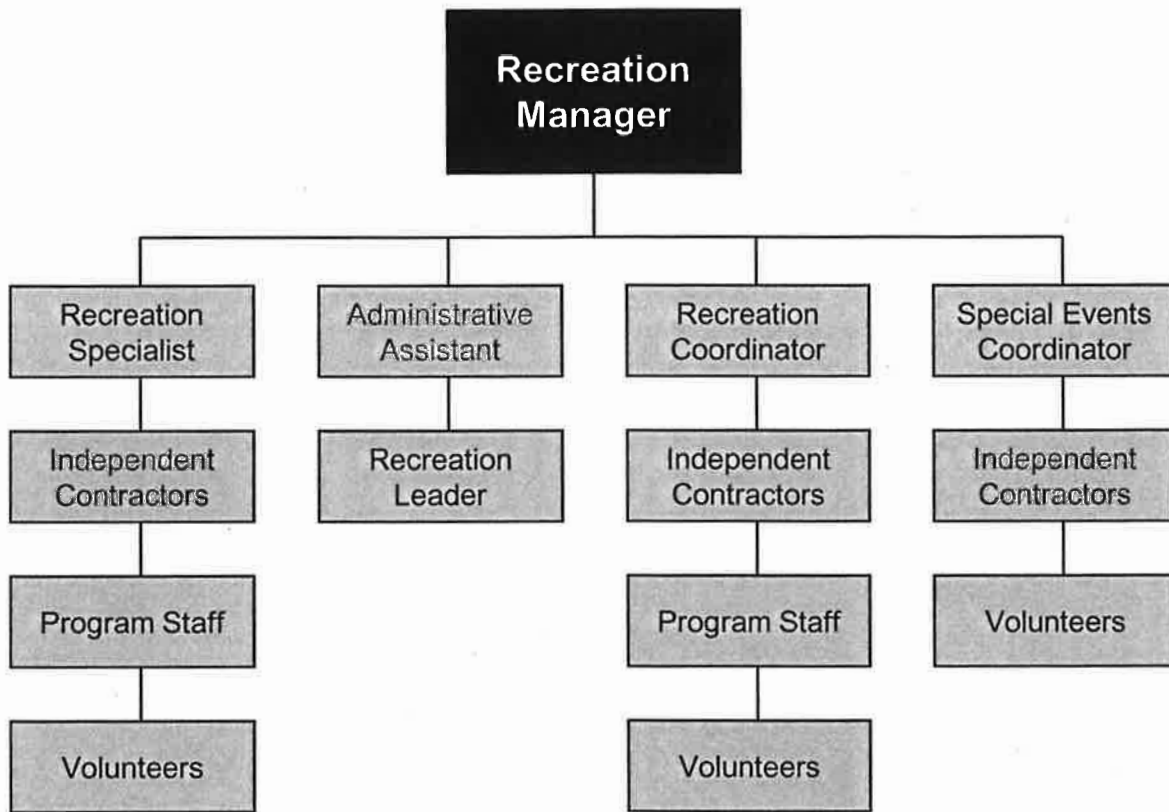 Recreation
Manager
Recreation
Specialist
Administrative
Assistant
Recreation
Coordinator
Special Events
Coordinator
Independent
Contractors
Recreation
Leader
Independent
Contractors
Independent
Contractors
Program Staff
Program Staff
Volunteers
Volunteers
Volunteers